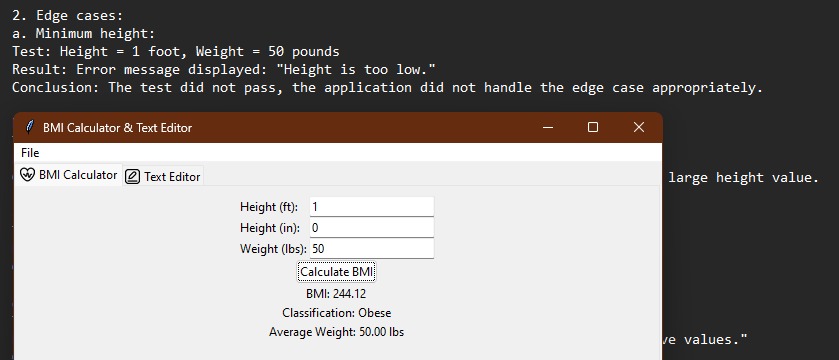 2. Edge cases:
a. Minimum height:
Test: Height = 1 foot, Weight = 50 pounds
Result: Error message displayed: "Height is too low."
Conclusion: The test did not pass, the application did not handle the edge case appropriately.
BMI Calculator & Text Editor
File
BMI Calculator Text Editor
large height value.
Height (ft): 1
Height (in): 0
Weight (lbs): 50
Calculate BMI
BMI: 244.12
Classification: Obese
Average Weight: 50.00 lbs
values."